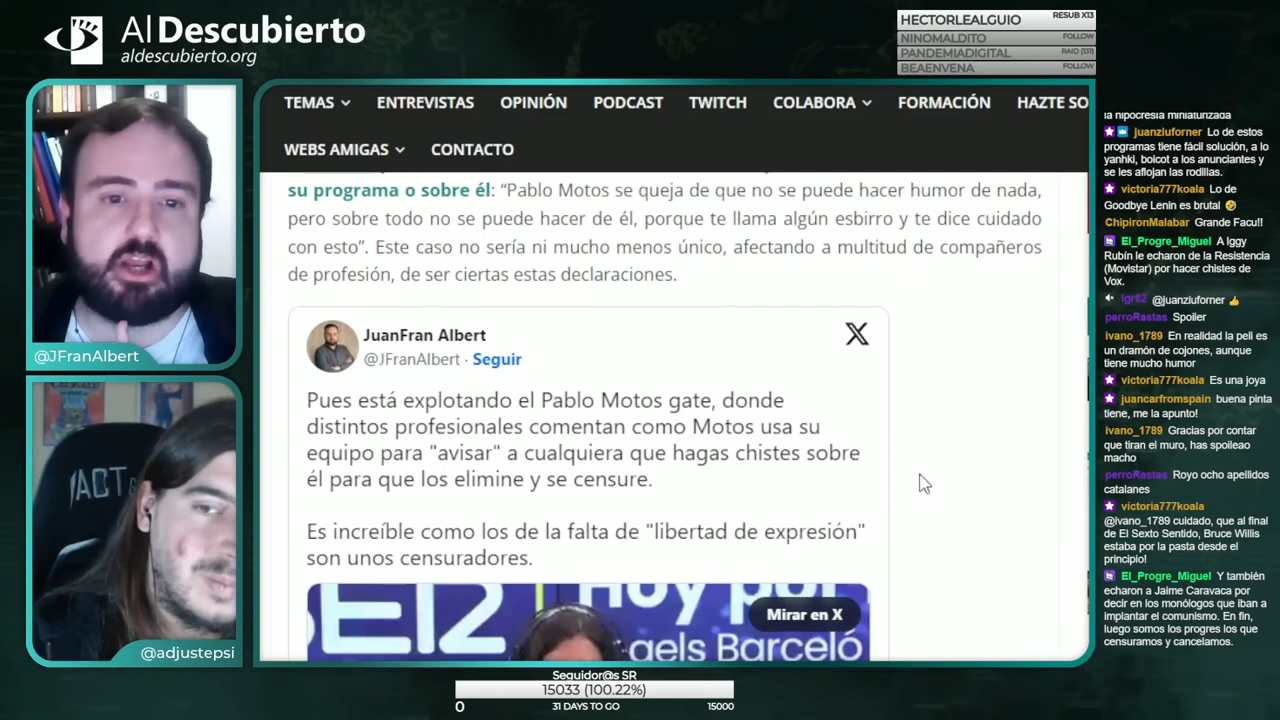 Al Descubierto
aldescubierto.org
HECTORLEALGUIO RESUB X13
NINOMALDITO FOLLOW
PANDEMIADIGITAL RAID (131)
BEAENVENA FOLLOW
TEMAS ENTREVISTAS OPINIÓN PODCAST TWITCH COLABORA FORMACIÓN HAZTE SO
WEBS AMIGAS CONTACTO
su programa o sobre él: “Pablo Motos se queja de que no se puede hacer humor de nada,
pero sobre todo no se puede hacer de él, porque te llama algún esbirro y te dice cuidado
con esto”. Este caso no sería ni mucho menos único, afectando a multitud de compañeros
de profesión, de ser ciertas estas declaraciones.
JuanFran Albert
@JFranAlbert · Seguir
Pues está explotando el Pablo Motos gate, donde
distintos profesionales comentan como Motos usa su
equipo para "avisar" a cualquiera que hagas chistes sobre
él para que los elimine y se censure.
Es increíble como los de la falta de "libertad de expresión"
son unos censuradores.
Hoy por
Mirar en X
àngels Barceló
@JFranAlbert
@adjustepsi
la hipocresía miniaturizada
juanziuforner Lo de estos
programas tiene fácil solución, a lo
yanhki, boicot a los anunciantes y
se les aflojan las rodillas.
victoria777koala Lo de
Goodbye Lenin es brutal 🤣
ChipironMalabar Grande Facu!!
El_Progre_Miguel A Iggy
Rubín le echaron de la Resistencia
(Movistar) por hacer chistes de
Vox.
lgr62 @juanziuforner 👍
perroRastas Spoiler
ivano_1789 En realidad la peli es
un dramón de cojones, aunque
tiene mucho humor
victoria777koala Es una joya
juancarfromspain buena pinta
tiene, me la apunto!
ivano_1789 Gracias por contar
que tiran el muro, has spoileao
macho
perroRastas Royo ocho apellidos
catalanes
victoria777koala
@ivano_1789 cuidado, que al final
de El Sexto Sentido, Bruce Willis
estaba por la pasta desde el
principio!
El_Progre_Miguel Y también
echaron a Jaime Caravaca por
decir en los monólogos que iban a
implantar el comunismo. En fin,
luego somos los progres los que
censuramos y cancelamos.
Seguidor@s SR
15033 (100.22%)
0 31 DAYS TO GO 15000